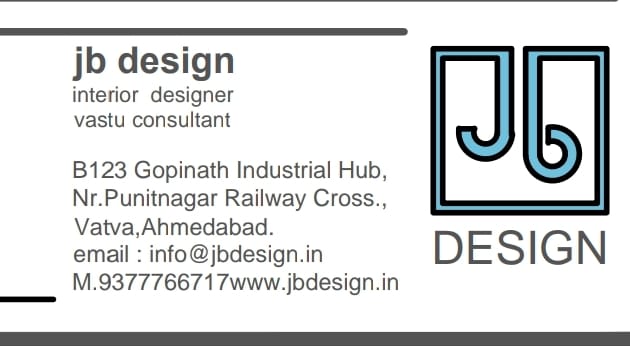 jb design
interior designer
vastu consultant
B123 Gopinath Industrial Hub,
Nr.Punitnagar Railway Cross.,
Vatva,Ahmedabad.
email : info@jbdesign.in
M.9377766717www.jbdesign.in
Jb
DESIGN